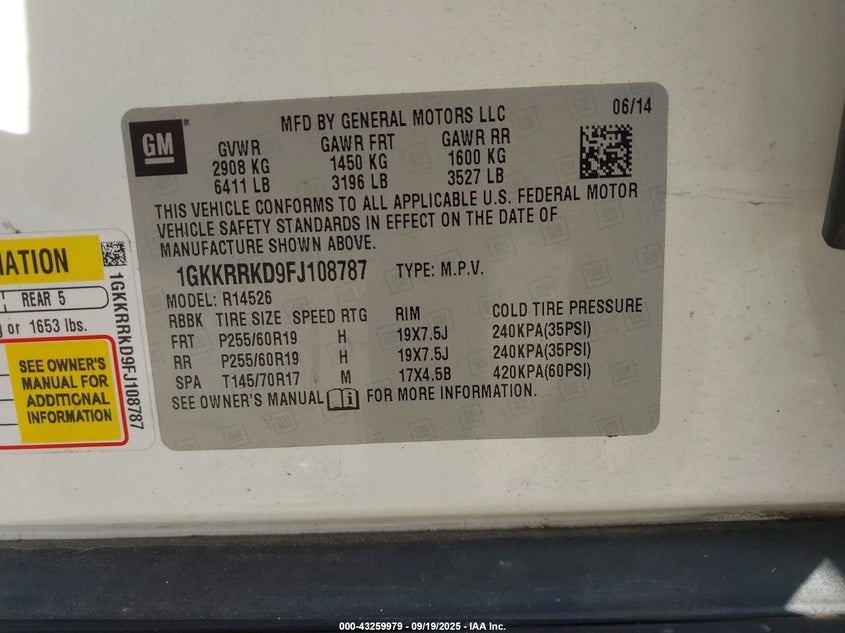 GM
MFD BY GENERAL MOTORS LLC
06/14
GVWR GAWR FRT GAWR RR
2908 KG 1450 KG 1600 KG
6411 LB 3196 LB 3527 LB
THIS VEHICLE CONFORMS TO ALL APPLICABLE U.S. FEDERAL MOTOR
VEHICLE SAFETY STANDARDS IN EFFECT ON THE DATE OF
MANUFACTURE SHOWN ABOVE.
1GKKRRKD9FJ108787 TYPE: M.P.V.
MODEL: R14526
RBBK TIRE SIZE SPEED RTG RIM COLD TIRE PRESSURE
FRT P255/60R19 H 19X7.5J 240KPA(35PSI)
RR P255/60R19 H 19X7.5J 240KPA(35PSI)
SPA T145/70R17 M 17X4.5B 420KPA(60PSI)
SEE OWNER'S MANUAL FOR MORE INFORMATION.
REAR 5
or 1653 lbs.
SEE OWNER'S
MANUAL FOR
ADDITIONAL
INFORMATION
1GKKRRKD9FJ108787
000-43259979 - 09/19/2025 - IAA Inc.